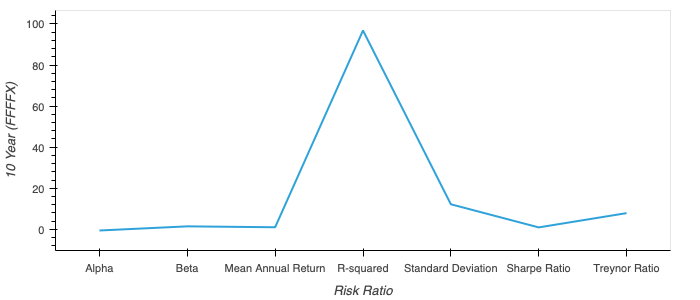 100
80
60
40
20
0
10 Year (FFFFX)
Alpha Beta Mean Annual Return R-squared Standard Deviation Sharpe Ratio Treynor Ratio
Risk Ratio